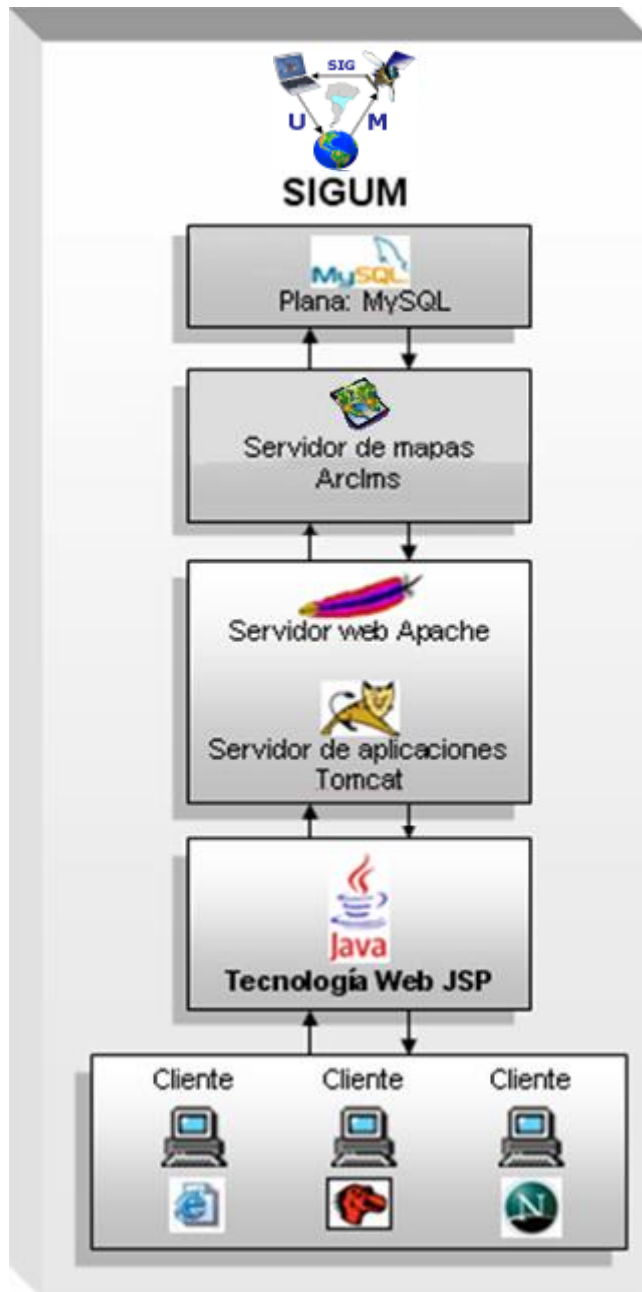 SIG
U M
SIGUM
MySQL
Plana: MySQL
Servidor de mapas
ArcIms
Servidor web Apache
Servidor de aplicaciones
Tomcat
Java
Tecnología Web JSP
Cliente Cliente Cliente
N